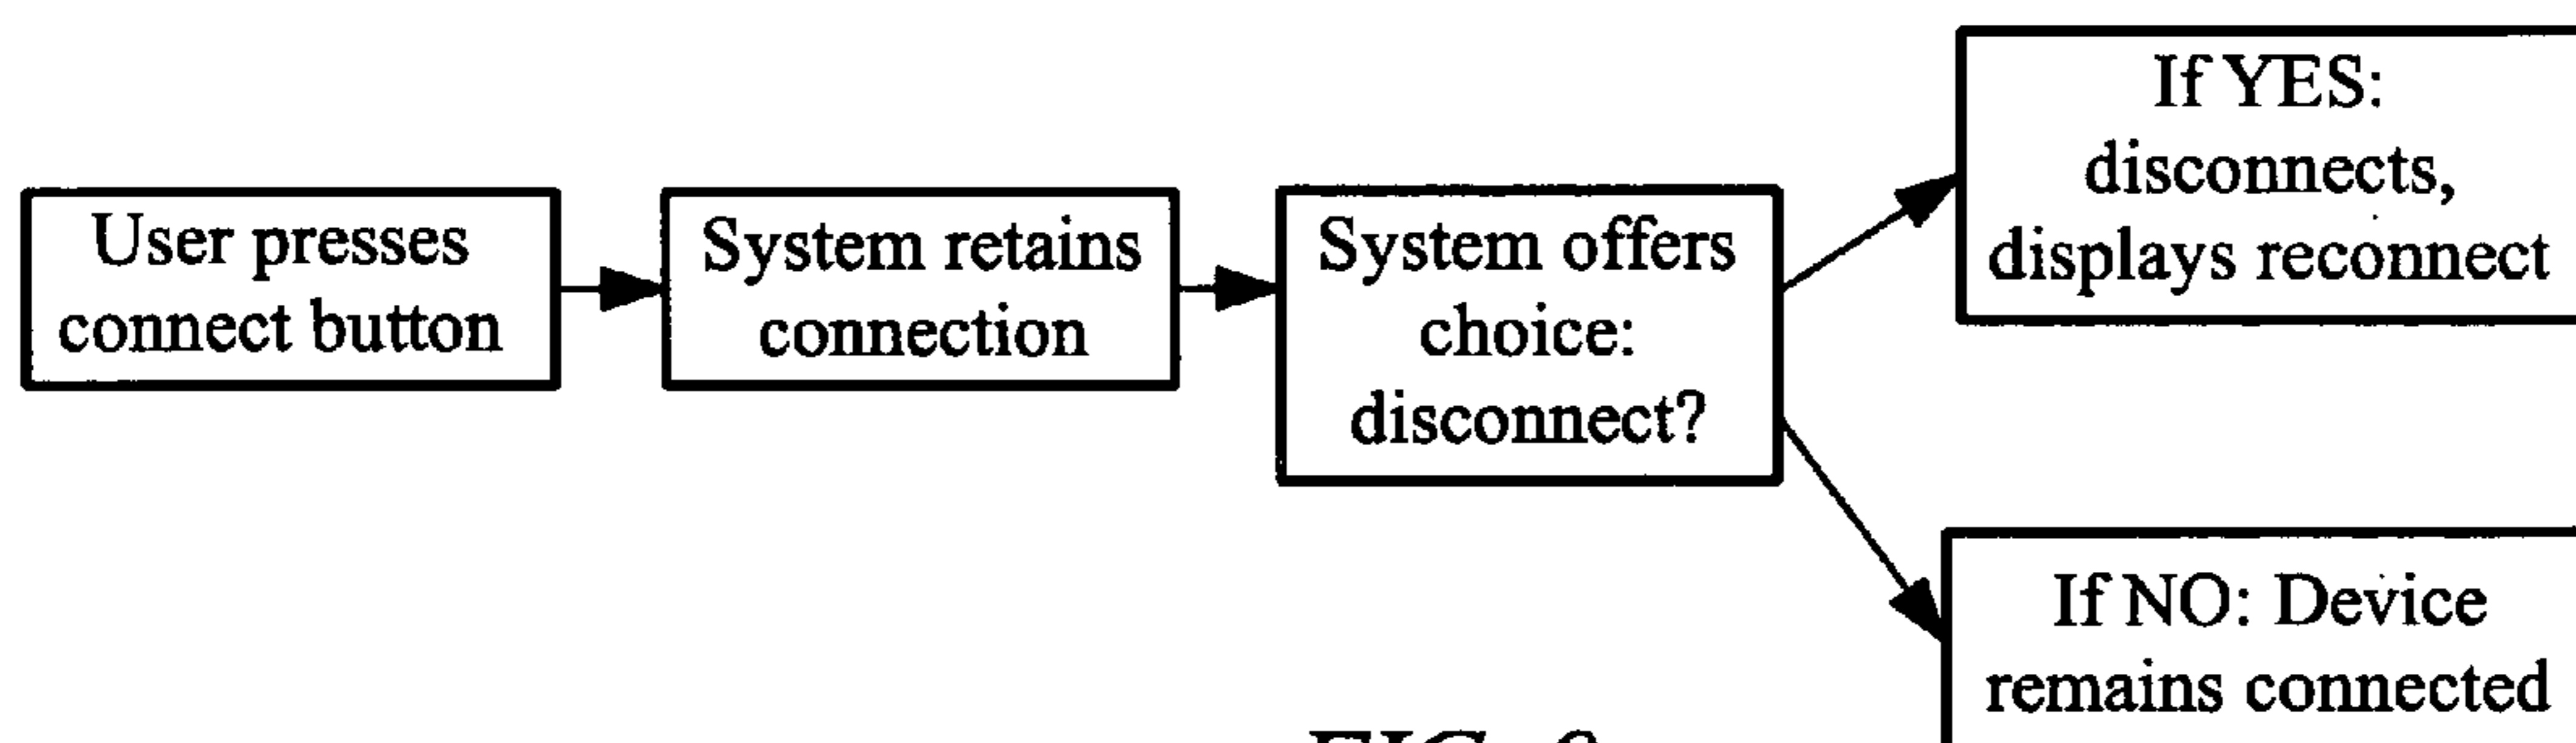 User presses
connect button
System retains
connection
System offers
choice:
disconnect?
If YES:
disconnects,
displays reconnect
If NO: Device
remains connected